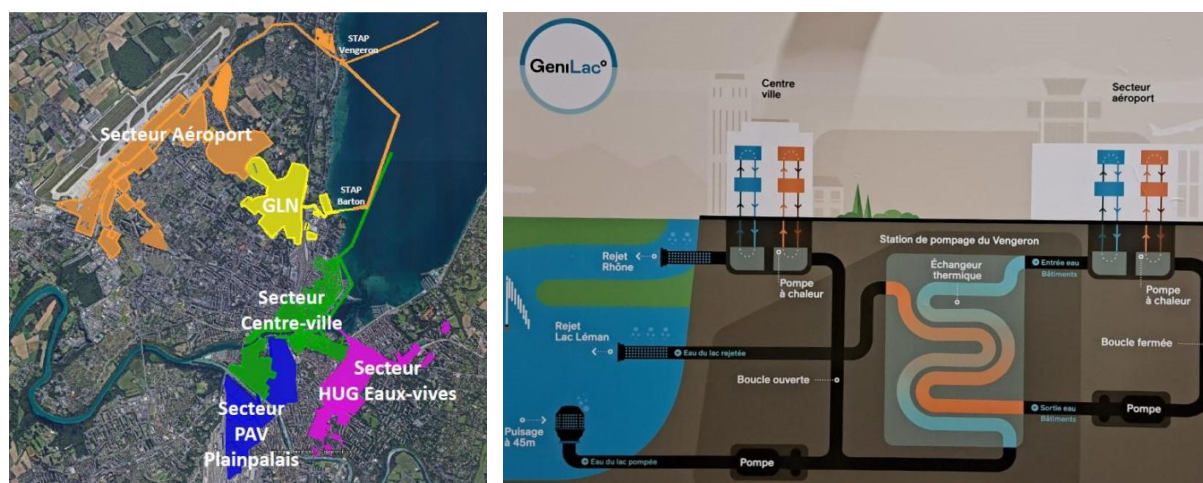 STAP
Vengeron
Secteur Aéroport
GLN
STAP
Barton
Secteur
Centre-ville
Secteur
HUG Eaux-vives
Secteur
PAV
Plainpalais
GeniLac°
Centre
ville
Secteur
aéroport
Rejet
Rhône
Pompe
à chaleur
Station de pompage du Vengeron
Échangeur
thermique
Entrée eau
Bâtiments
Pompe
à chaleur
Rejet
Lac Léman
Eau du lac rejetée
Boucle ouverte
Boucle fermée
Puisage
à 45m
Eau du lac pompée
Pompe
Sortie eau
Bâtiments
Pompe